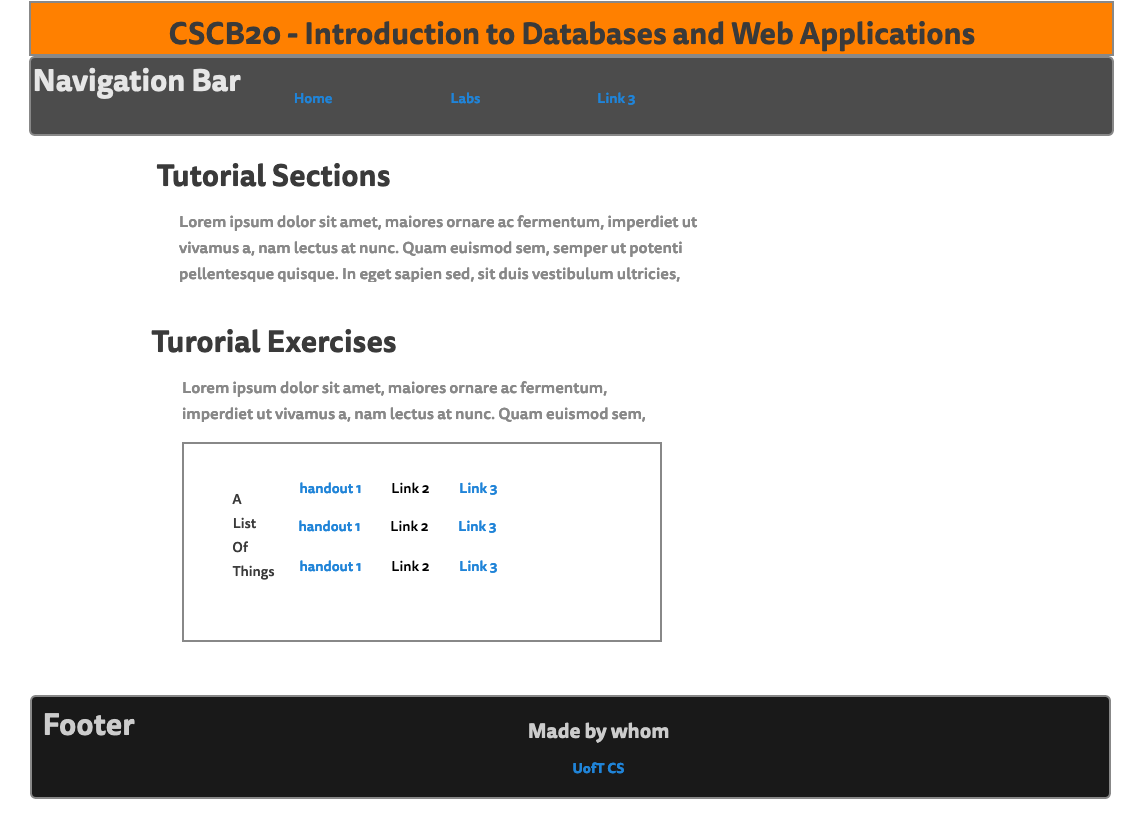 CSCB20 - Introduction to Databases and Web Applications
Navigation Bar
Home Labs Link 3
Tutorial Sections
Lorem ipsum dolor sit amet, maiores ornare ac fermentum, imperdiet ut
vivamus a, nam lectus at nunc. Quam euismod sem, semper ut potenti
pellentesque quisque. In eget sapien sed, sit duis vestibulum ultricies,
Turorial Exercises
Lorem ipsum dolor sit amet, maiores ornare ac fermentum,
imperdiet ut vivamus a, nam lectus at nunc. Quam euismod sem,
A
List
Of
Things
handout 1 Link 2 Link 3
handout 1 Link 2 Link 3
handout 1 Link 2 Link 3
Footer
Made by whom
UofT CS